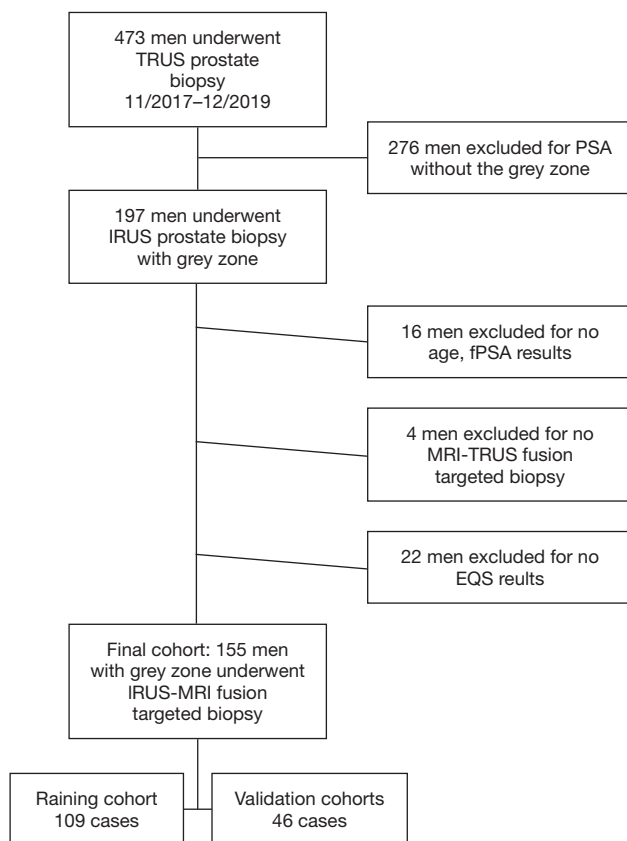 473 men underwent
TRUS prostate
biopsy
11/2017–12/2019
276 men excluded for PSA
without the grey zone
197 men underwent
IRUS prostate biopsy
with grey zone
16 men excluded for no
age, fPSA results
4 men excluded for no
MRI-TRUS fusion
targeted biopsy
22 men excluded for no
EQS reults
Final cohort: 155 men
with grey zone underwent
IRUS-MRI fusion
targeted biopsy
Raining cohort
109 cases
Validation cohorts
46 cases